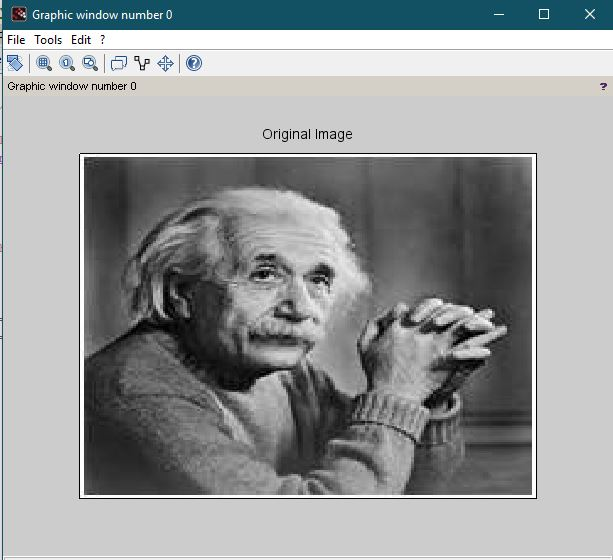 Graphic window number 0
File Tools Edit ?
Graphic window number 0
?
Original Image